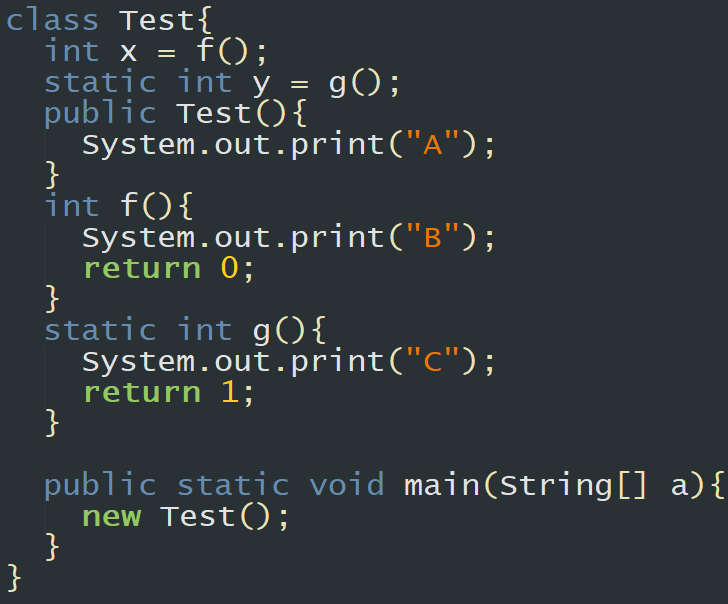 class Test{
  int x = f();
  static int y = g();
  public Test(){
    System.out.print("A");
  }
  int f(){
    System.out.print("B");
    return 0;
  }
  static int g(){
    System.out.print("C");
    return 1;
  }

  public static void main(String[] a){
    new Test();
  }
}